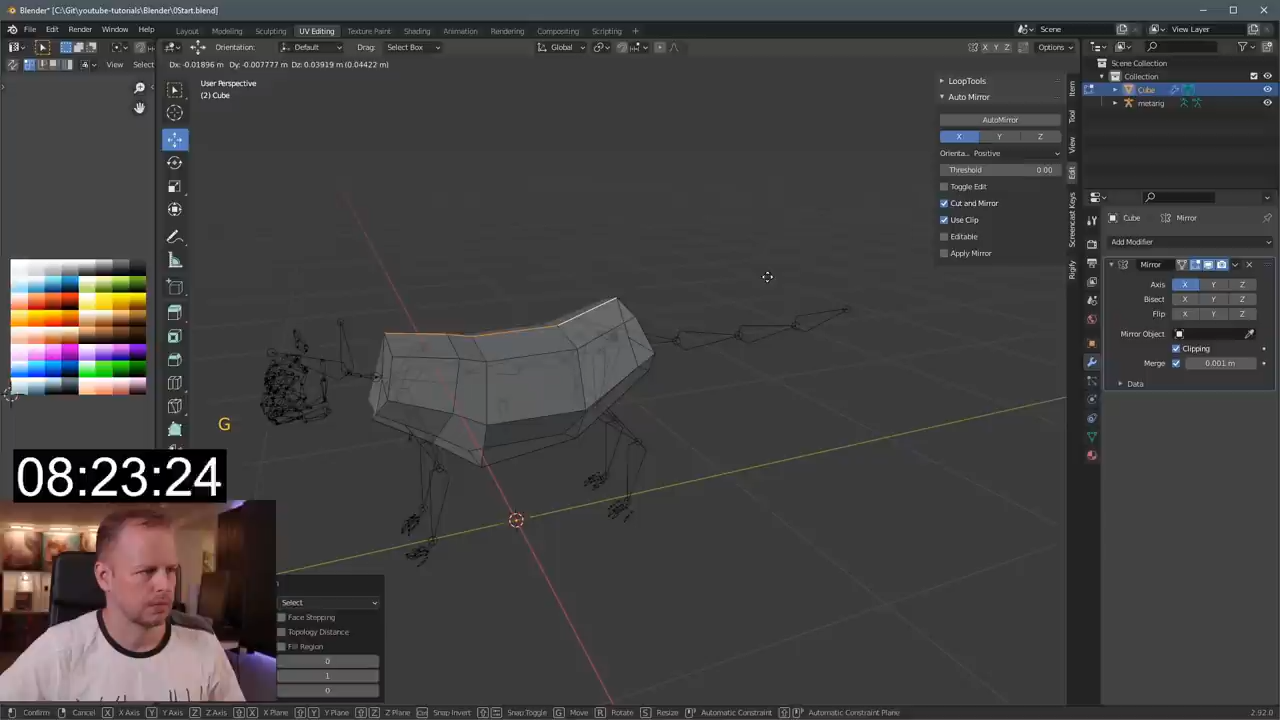 Blender* [C:\Git\youtube-tutorials\Blender\0Start.blend]
File Edit Render Window Help Layout Modeling Sculpting UV Editing Texture Paint Shading Animation Rendering Compositing Scripting + Scene View Layer
Orientation: Default Drag: Select Box Global X Y Z Options
View Select Dx: -0.01896 m Dy: -0.007777 m Dz: 0.03919 m (0.04422 m)
User Perspective
(2) Cube
LoopTools
Auto Mirror
AutoMirror
X Y Z
Orienta... Positive
Threshold 0.00
Toggle Edit
Cut and Mirror
Use Clip
Editable
Apply Mirror
Item
Tool
View
Edit
Screencast Keys
Rigify
Scene Collection
Collection
Cube
metarig
Cube Mirror
Add Modifier
Mirror
Axis X Y Z
Bisect X Y Z
Flip X Y Z
Mirror Object
Clipping
Merge 0.001 m
Data
G
08:23:24
Select
Face Stepping
Topology Distance
Fill Region
0
1
0
Confirm Cancel X X Axis Y Y Axis Z Z Axis X X Plane Y Y Plane Z Z Plane Snap Invert Snap Toggle G Move R Rotate S Resize Automatic Constraint Automatic Constraint Plane 2.92.0